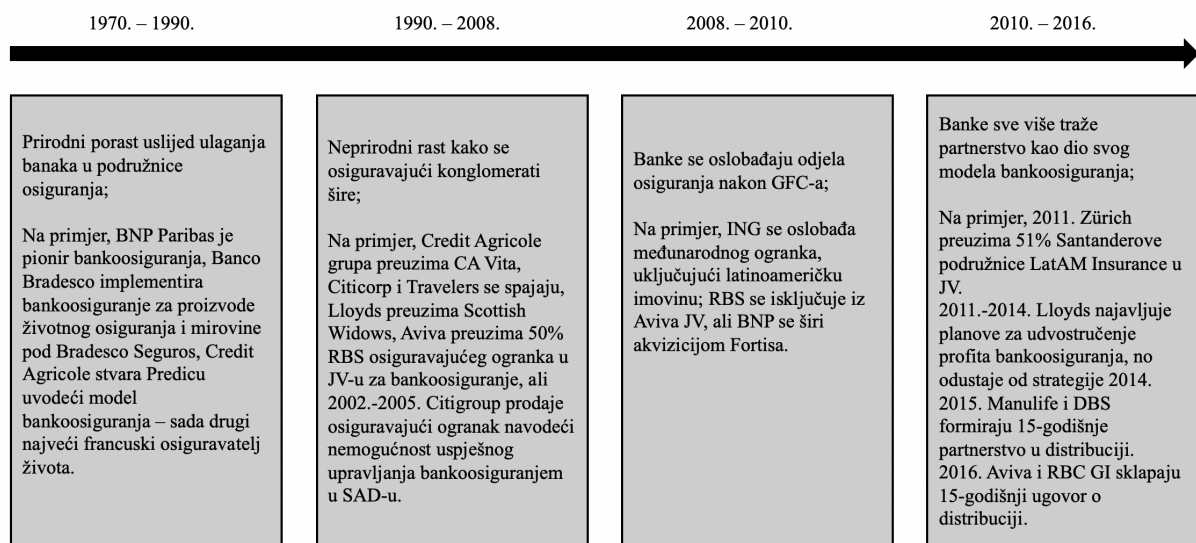 1970. – 1990.
1990. – 2008.
2008. – 2010.
2010. – 2016.
Prirodni porast uslijed ulaganja
banaka u podružnice
osiguranja;
Na primjer, BNP Paribas je
pionir bankoosiguranja, Banco
Bradesco implementira
bankoosiguranje za proizvode
životnog osiguranja i mirovine
pod Bradesco Seguros, Credit
Agricole stvara Predicu
uvodeći model
bankoosiguranja – sada drugi
najveći francuski osiguravatelj
života.
Neprirodni rast kako se
osiguravajući konglomerati
šire;
Na primjer, Credit Agricole
grupa preuzima CA Vita,
Citicorp i Travelers se spajaju,
Lloyds preuzima Scottish
Widows, Aviva preuzima 50%
RBS osiguravajućeg ogranka u
JV-u za bankoosiguranje, ali
2002.-2005. Citigroup prodaje
osiguravajući ogranak navodeći
nemogućnost uspješnog
upravljanja bankoosiguranjem
u SAD-u.
Banke se oslobađaju odjela
osiguranja nakon GFC-a;
Na primjer, ING se oslobađa
međunarodnog ogranka,
uključujući latinoameričku
imovinu; RBS se isključuje iz
Aviva JV, ali BNP se širi
akvizicijom Fortisa.
Banke sve više traže
partnerstvo kao dio svog
modela bankoosiguranja;
Na primjer, 2011. Zürich
preuzima 51% Santanderove
podružnice LatAM Insurance u
JV.
2011.-2014. Lloyds najavljuje
planove za udvostručenje
profita bankoosiguranja, no
odustaje od strategije 2014.
2015. Manulife i DBS
formiraju 15-godišnje
partnerstvo u distribuciji.
2016. Aviva i RBC GI sklapaju
15-godišnji ugovor o
distribuciji.